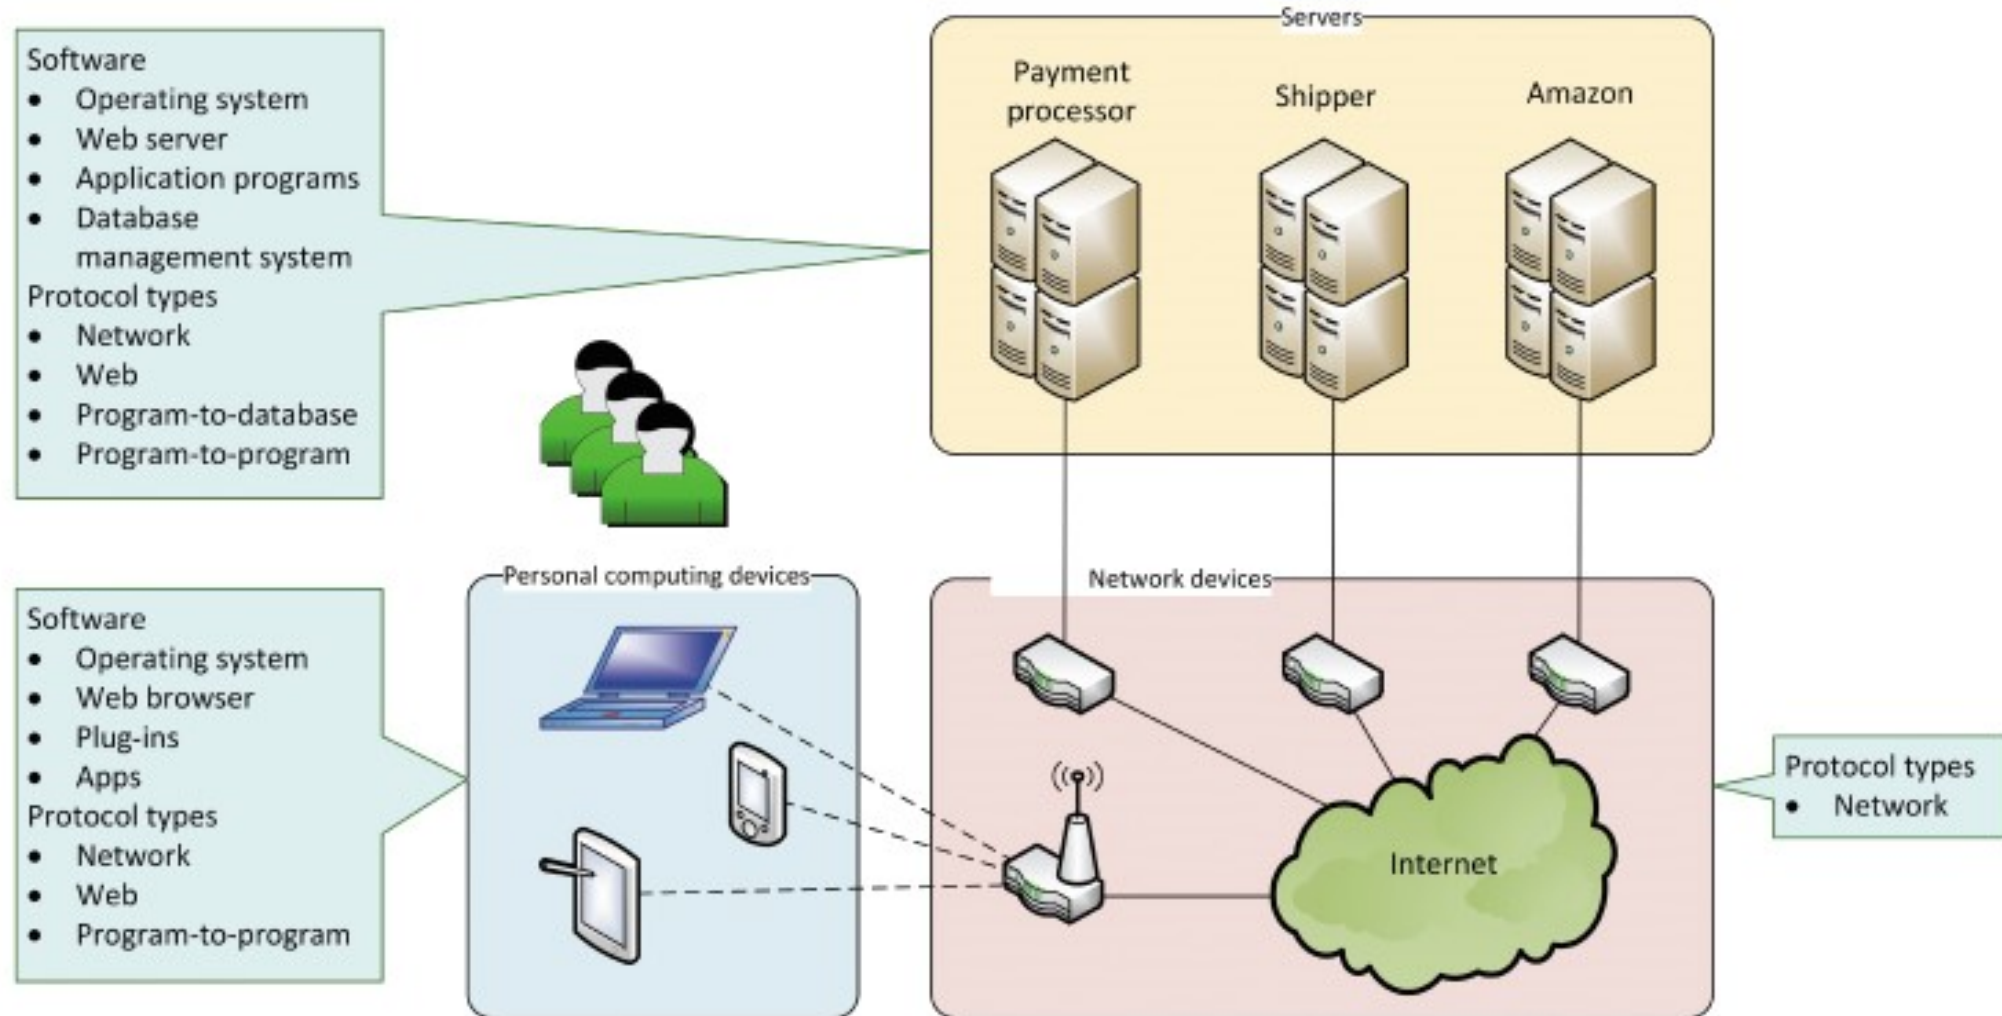 Servers
Software
• Operating system
• Web server
• Application programs
• Database
management system
Protocol types
• Network
• Web
• Program-to-database
• Program-to-program
Payment
processor
Shipper
Amazon
Personal computing devices
Network devices
Software
• Operating system
• Web browser
• Plug-ins
• Apps
Protocol types
• Network
• Web
• Program-to-program
Internet
Protocol types
• Network